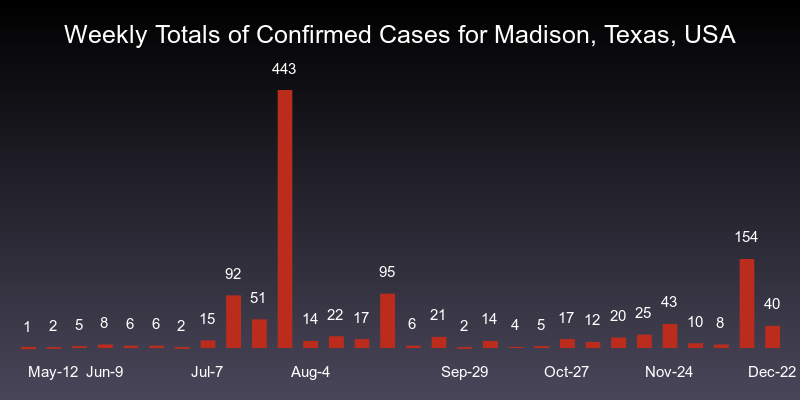 Weekly Totals of Confirmed Cases for Madison, Texas, USA
1 2 5 8 6 6 2 15 92 51 443 14 22 17 95 6 21 2 14 4 5 17 12 20 25 43 10 8 154 40
May-12 Jun-9 Jul-7 Aug-4 Sep-29 Oct-27 Nov-24 Dec-22